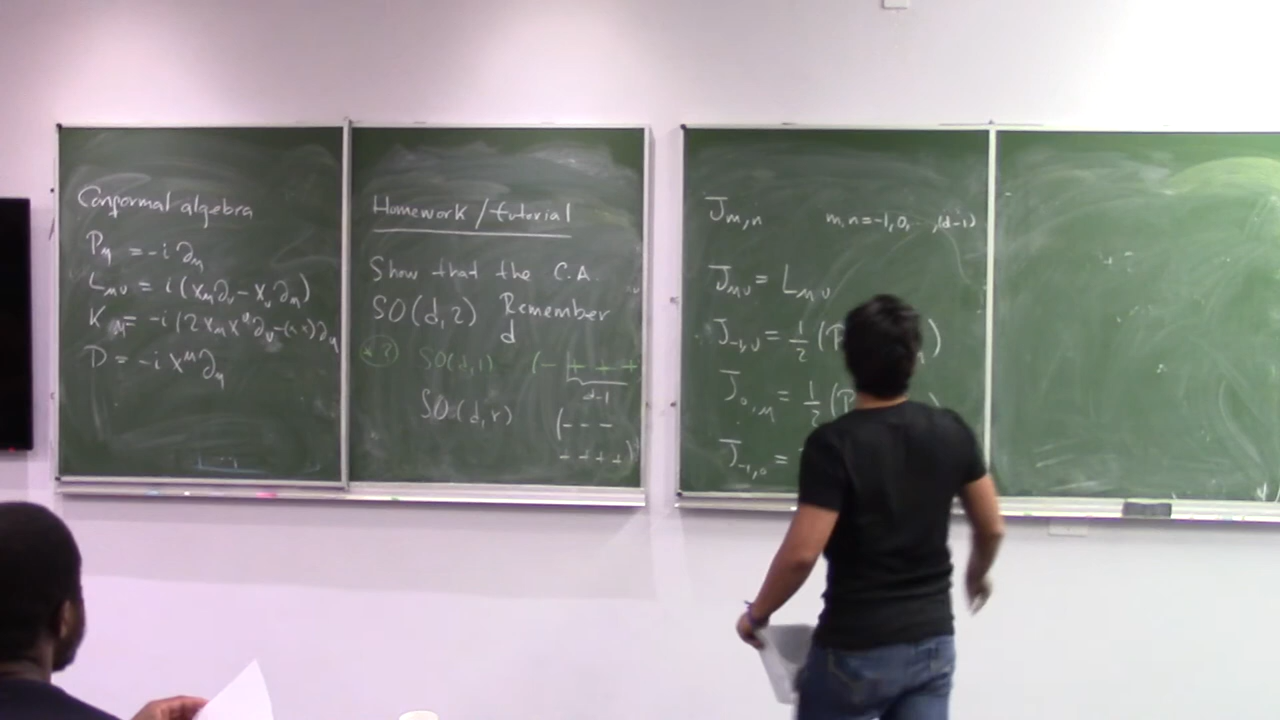 Conformal algebra
P_μ = -i ∂_μ
L_μν = i (x_μ ∂_ν - x_ν ∂_μ)
K_μ = -i (2 x_μ x^ν ∂_ν - (x·x) ∂_μ
D = -i x^μ ∂_μ
Homework / tutorial
Show that the C.A.
SO(d,2) Remember
d
SO(d,1) (- + + +
d-1
SO(d,r) (- - -
+ + + +)
J_m,n m,n = -1,0,...,(d-1)
J_μν = L_μν
J_-1,ν = 1/2 (P )
J_0,μ = 1/2 (P )
J_-1,0 =